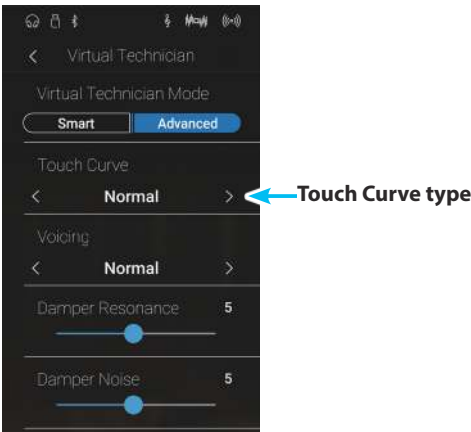 Virtual Technician
Virtual Technician Mode
Smart Advanced
Touch Curve
Normal
Touch Curve type
Voicing
Normal
Damper Resonance 5
Damper Noise 5